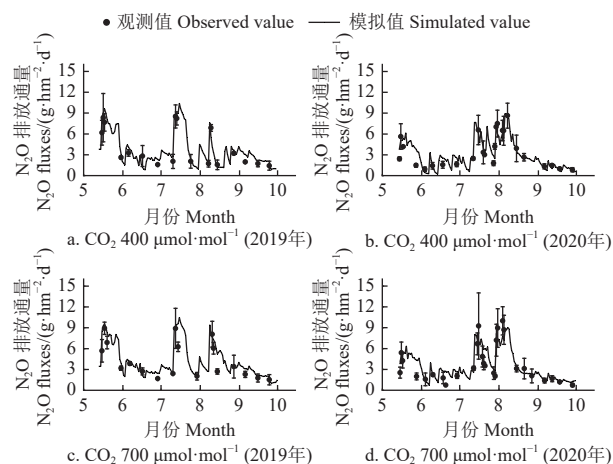 ● 观测值 Observed value — 模拟值 Simulated value
N₂O 排放通量
N₂O fluxes/(g·hm⁻²·d⁻¹)
15
12
9
6
3
0
5 6 7 8 9 10
月份 Month
a. CO₂ 400 μmol·mol⁻¹ (2019年)
N₂O 排放通量
N₂O fluxes/(g·hm⁻²·d⁻¹)
15
12
9
6
3
0
5 6 7 8 9 10
月份 Month
b. CO₂ 400 μmol·mol⁻¹ (2020年)
N₂O 排放通量
N₂O fluxes/(g·hm⁻²·d⁻¹)
15
12
9
6
3
0
5 6 7 8 9 10
月份 Month
c. CO₂ 700 μmol·mol⁻¹ (2019年)
N₂O 排放通量
N₂O fluxes/(g·hm⁻²·d⁻¹)
15
12
9
6
3
0
5 6 7 8 9 10
月份 Month
d. CO₂ 700 μmol·mol⁻¹ (2020年)